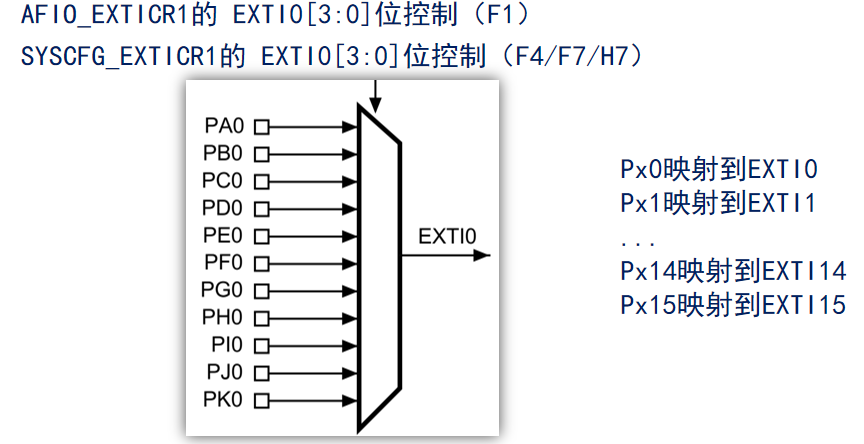 AFIO_EXTICR1的 EXTI0[3:0]位控制（F1）
SYSCFG_EXTICR1的 EXTI0[3:0]位控制（F4/F7/H7）
PA0
PB0
PC0
PD0
PE0
PF0
PG0
PH0
PI0
PJ0
PK0
EXTI0
Px0映射到EXTI0
Px1映射到EXTI1
...
Px14映射到EXTI14
Px15映射到EXTI15